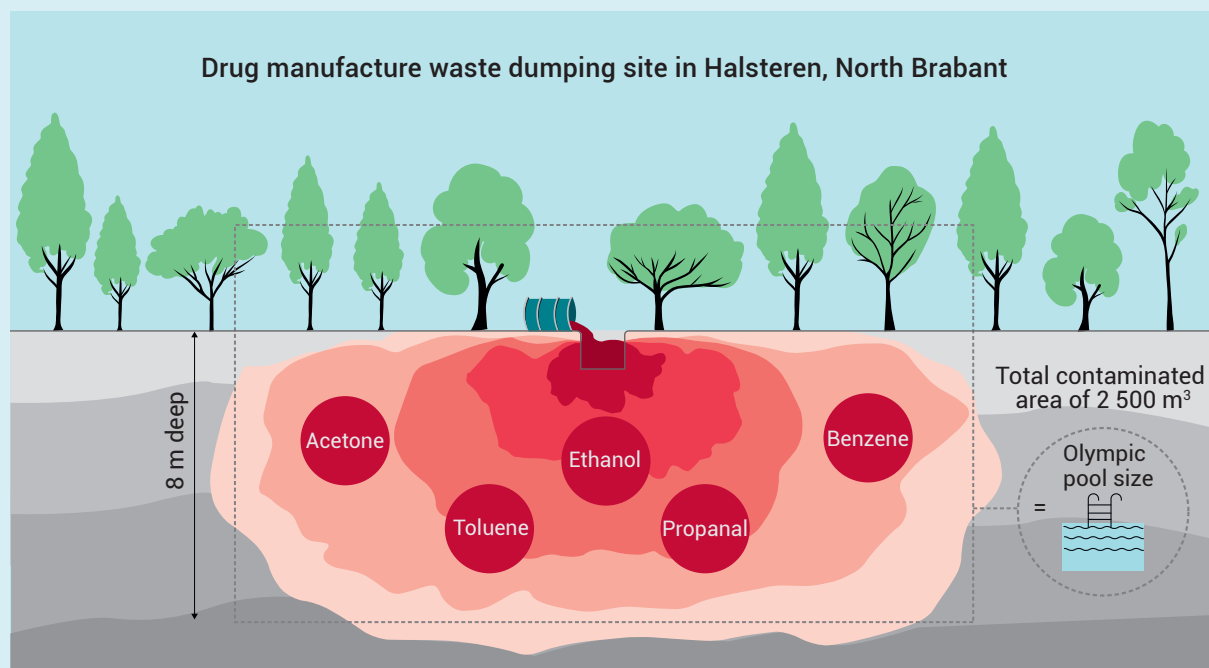 Drug manufacture waste dumping site in Halsteren, North Brabant
8 m deep
Acetone
Toluene
Ethanol
Propanal
Benzene
Total contaminated
area of 2 500 m³
=
Olympic
pool size